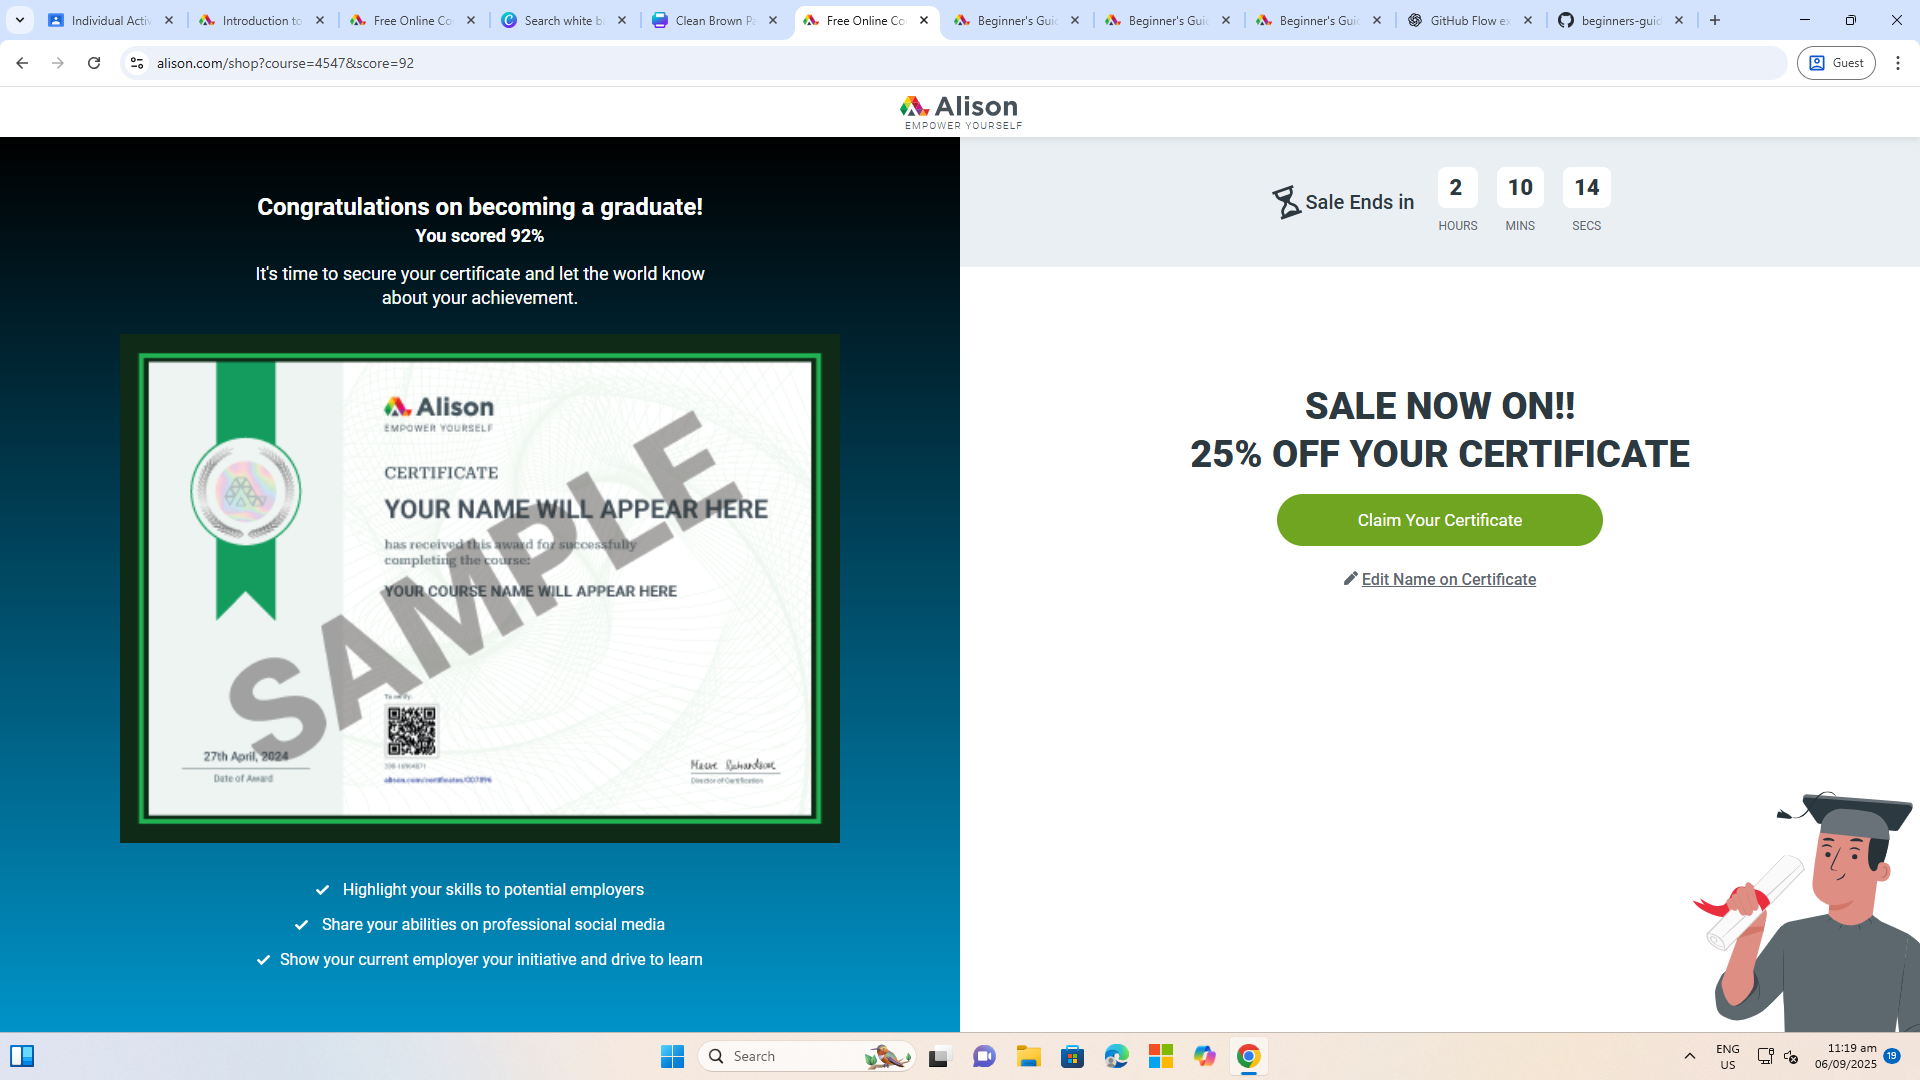 Individual Activ
Introduction to
Free Online Co
Search white b
Clean Brown Pa
Free Online Co
Beginner's Guid
Beginner's Guid
Beginner's Guid
GitHub Flow ex
beginners-guid
alison.com/shop?course=4547&score=92
Guest
Alison
EMPOWER YOURSELF
Congratulations on becoming a graduate!
You scored 92%
It's time to secure your certificate and let the world know
about your achievement.
Alison
EMPOWER YOURSELF
CERTIFICATE
YOUR NAME WILL APPEAR HERE
has received this award for successfully
completing the course:
YOUR COURSE NAME WILL APPEAR HERE
SAMPLE
To verify:
27th April, 2024
Date of Award
Director of Certification
Highlight your skills to potential employers
Share your abilities on professional social media
Show your current employer your initiative and drive to learn
Sale Ends in
2 10 14
HOURS MINS SECS
SALE NOW ON!!
25% OFF YOUR CERTIFICATE
Claim Your Certificate
Edit Name on Certificate
Search
ENG
US
11:19 am
06/09/2025
19